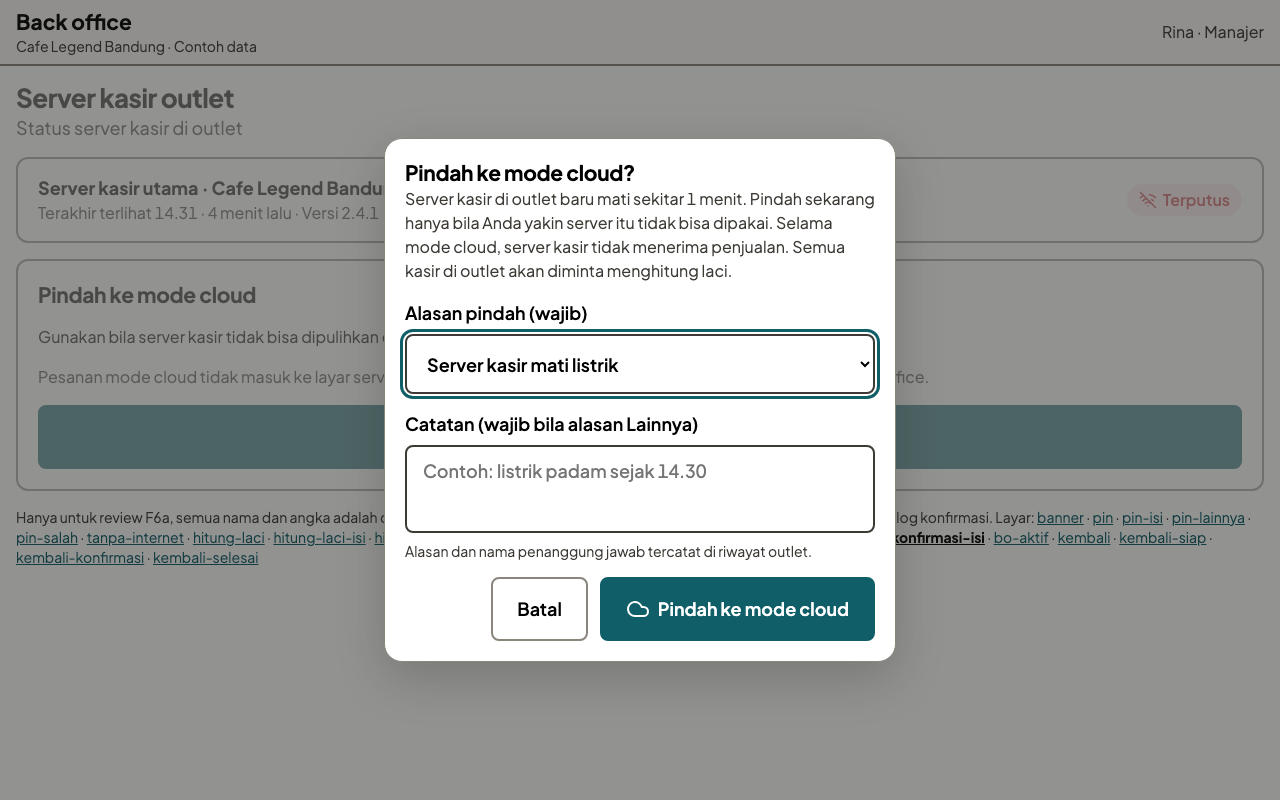 Back office
Cafe Legend Bandung · Contoh data
Rina · Manajer
Server kasir outlet
Status server kasir di outlet
Server kasir utama · Cafe Legend
Terakhir terlihat 14.31 · 4 menit lalu · Versi 2.4.1
Terputus
Pindah ke mode cloud
Gunakan bila server kasir tidak bisa dipulihkan
Pesanan mode cloud tidak masuk ke layar
Pindah ke mode cloud?
Server kasir di outlet baru mati sekitar 1 menit. Pindah sekarang
hanya bila Anda yakin server itu tidak bisa dipakai. Selama
mode cloud, server kasir tidak menerima penjualan. Semua
kasir di outlet akan diminta menghitung laci.
Alasan pindah (wajib)
Server kasir mati listrik
Catatan (wajib bila alasan Lainnya)
Contoh: listrik padam sejak 14.30
Alasan dan nama penanggung jawab tercatat di riwayat outlet.
Batal
Pindah ke mode cloud
Hanya untuk review F6a, semua nama dan angka adalah
konfirmasi. Layar: banner · pin · pin-isi · pin-lainnya ·
pin-salah · tanpa-internet · hitung-laci · hitung-laci-isi ·
konfirmasi-isi · bo-aktif · kembali · kembali-siap ·
kembali-konfirmasi · kembali-selesai